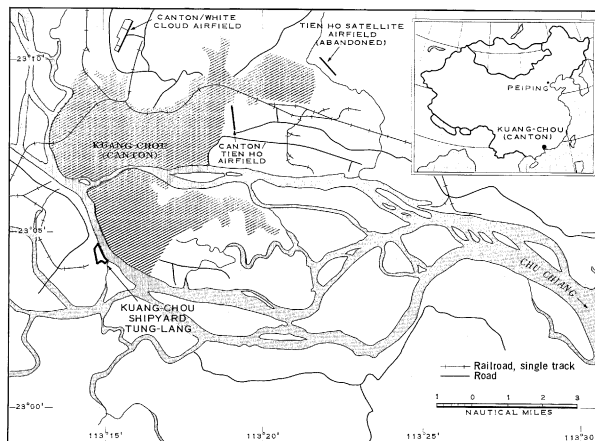 CANTON/WHITE
CLOUD AIRFIELD
TIEN HO SATELLITE
AIRFIELD
(ABANDONED)
23°10'
PEIPING
KUANG-CHOU
(CANTON)
KUANG-CHOU
(CANTON)
CANTON/
TIEN HO
AIRFIELD
23°05'
CHU CHIANG
KUANG-CHOU
SHIPYARD
TUNG-LANG
Railroad, single track
Road
23°00'
1 0 1 2 3
NAUTICAL MILES
113°15' 113°20' 113°25' 113°30'